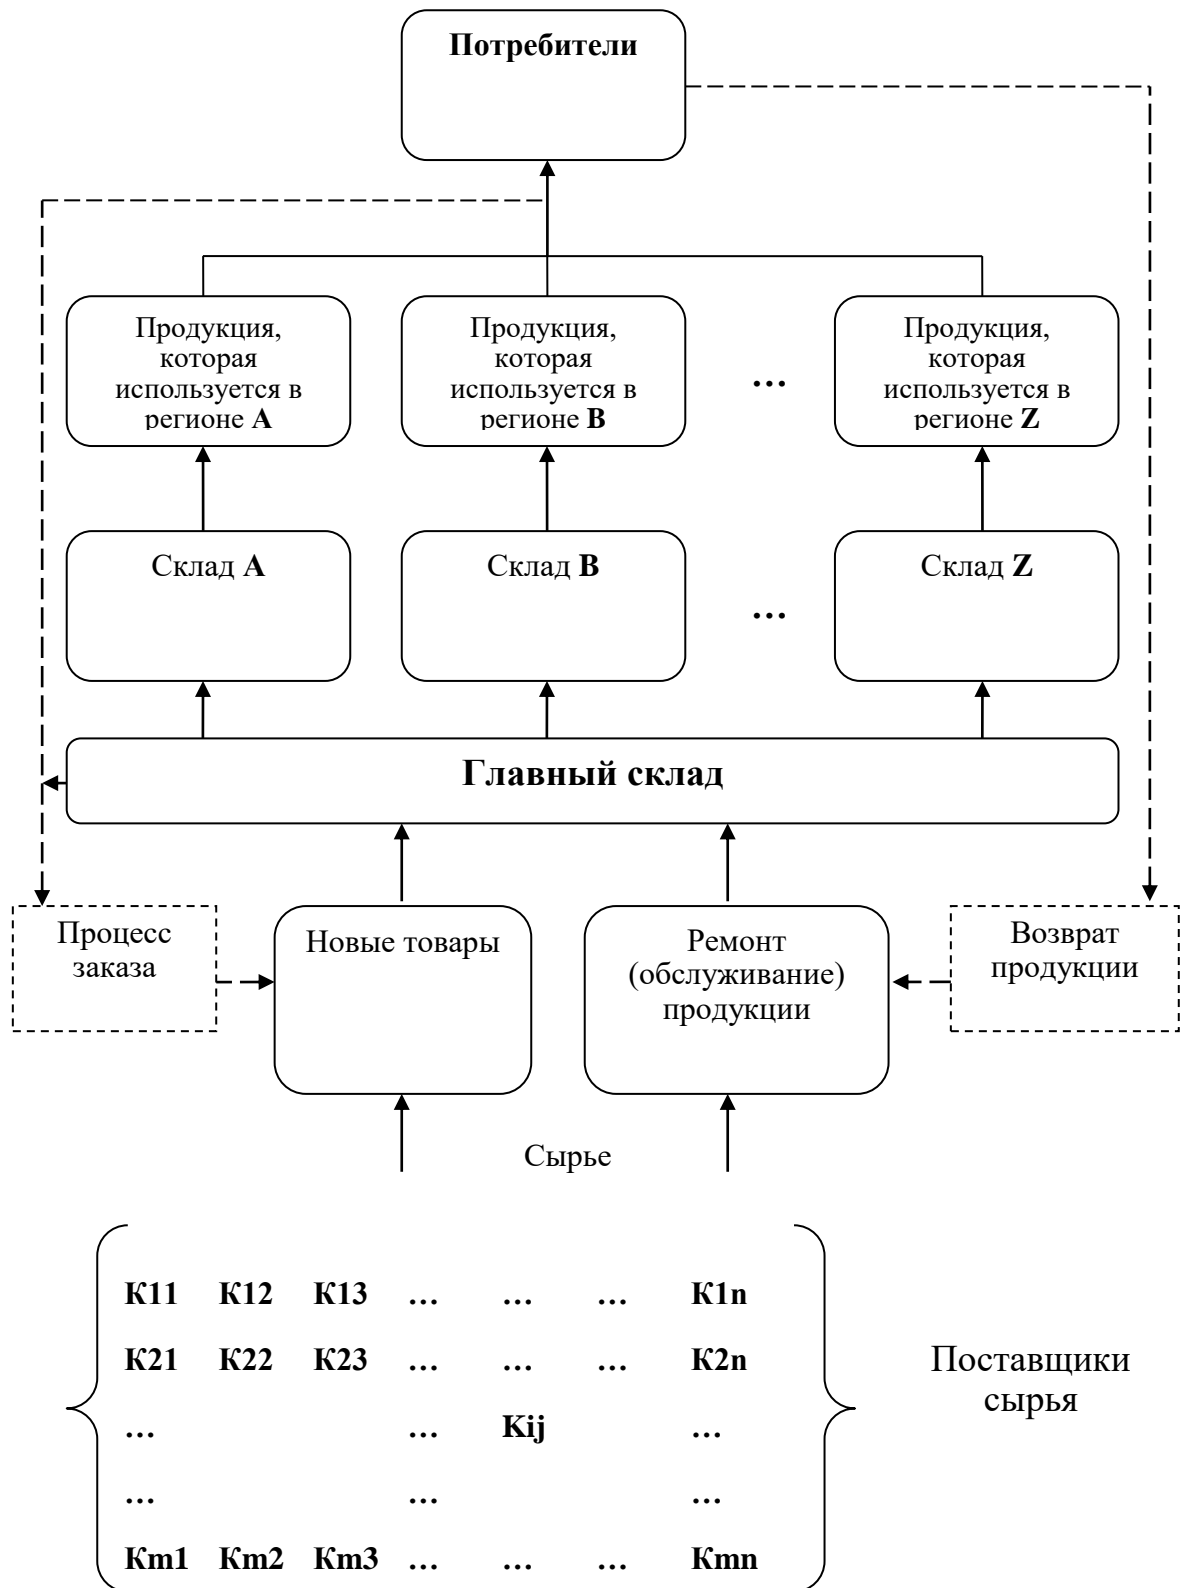 Потребители
Продукция,
которая
используется в
регионе A
Продукция,
которая
используется в
регионе B
...
Продукция,
которая
используется в
регионе Z
Склад A
Склад B
...
Склад Z
Главный склад
Процесс
заказа
Новые товары
Ремонт
(обслуживание)
продукции
Возврат
продукции
Сырье
К11 К12 К13 ... ... ... К1n
К21 К22 К23 ... ... ... К2n
... ... Kij ...
... ... ...
Кm1 Кm2 Кm3 ... ... ... Кmn
Поставщики
сырья